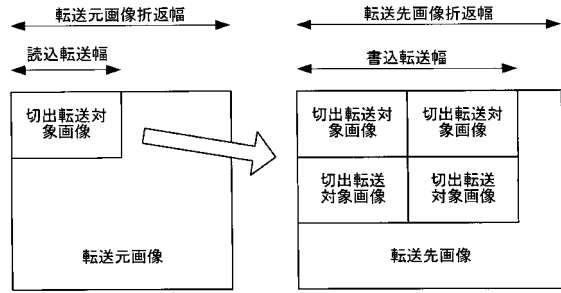 転送元画像折返幅
読込転送幅
切出転送対
象画像
転送元画像
転送先画像折返幅
書込転送幅
切出転送対
象画像
切出転送対
象画像
切出転送
対象画像
切出転送
対象画像
転送先画像